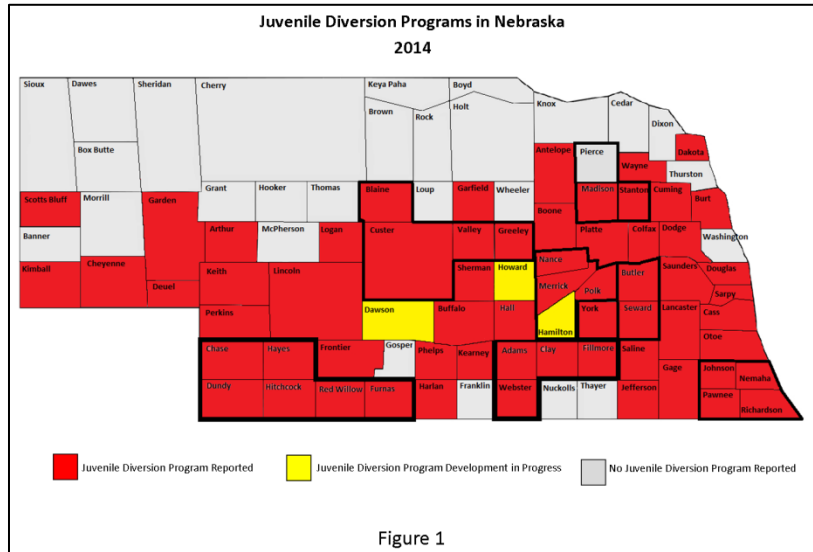 Juvenile Diversion Programs in Nebraska
2014
Sioux
Dawes
Sheridan
Cherry
Keya Paha
Boyd
Knox
Cedar
Dixon
Dakota
Brown
Rock
Holt
Antelope
Pierce
Wayne
Thurston
Box Butte
Scotts Bluff
Morrill
Garden
Grant
Hooker
Thomas
Blaine
Loup
Garfield
Wheeler
Madison
Stanton
Cuming
Burt
Banner
Arthur
McPherson
Logan
Custer
Valley
Greeley
Boone
Platte
Colfax
Dodge
Washington
Kimball
Cheyenne
Deuel
Keith
Lincoln
Sherman
Howard
Nance
Merrick
Polk
Butler
Saunders
Douglas
Sarpy
Perkins
Dawson
Buffalo
Hall
Hamilton
York
Seward
Lancaster
Cass
Otoe
Chase
Hayes
Frontier
Gosper
Phelps
Kearney
Adams
Clay
Fillmore
Saline
Gage
Johnson
Nemaha
Dundy
Hitchcock
Red Willow
Furnas
Harlan
Franklin
Webster
Nuckolls
Thayer
Jefferson
Pawnee
Richardson
Juvenile Diversion Program Reported
Juvenile Diversion Program Development in Progress
No Juvenile Diversion Program Reported
Figure 1